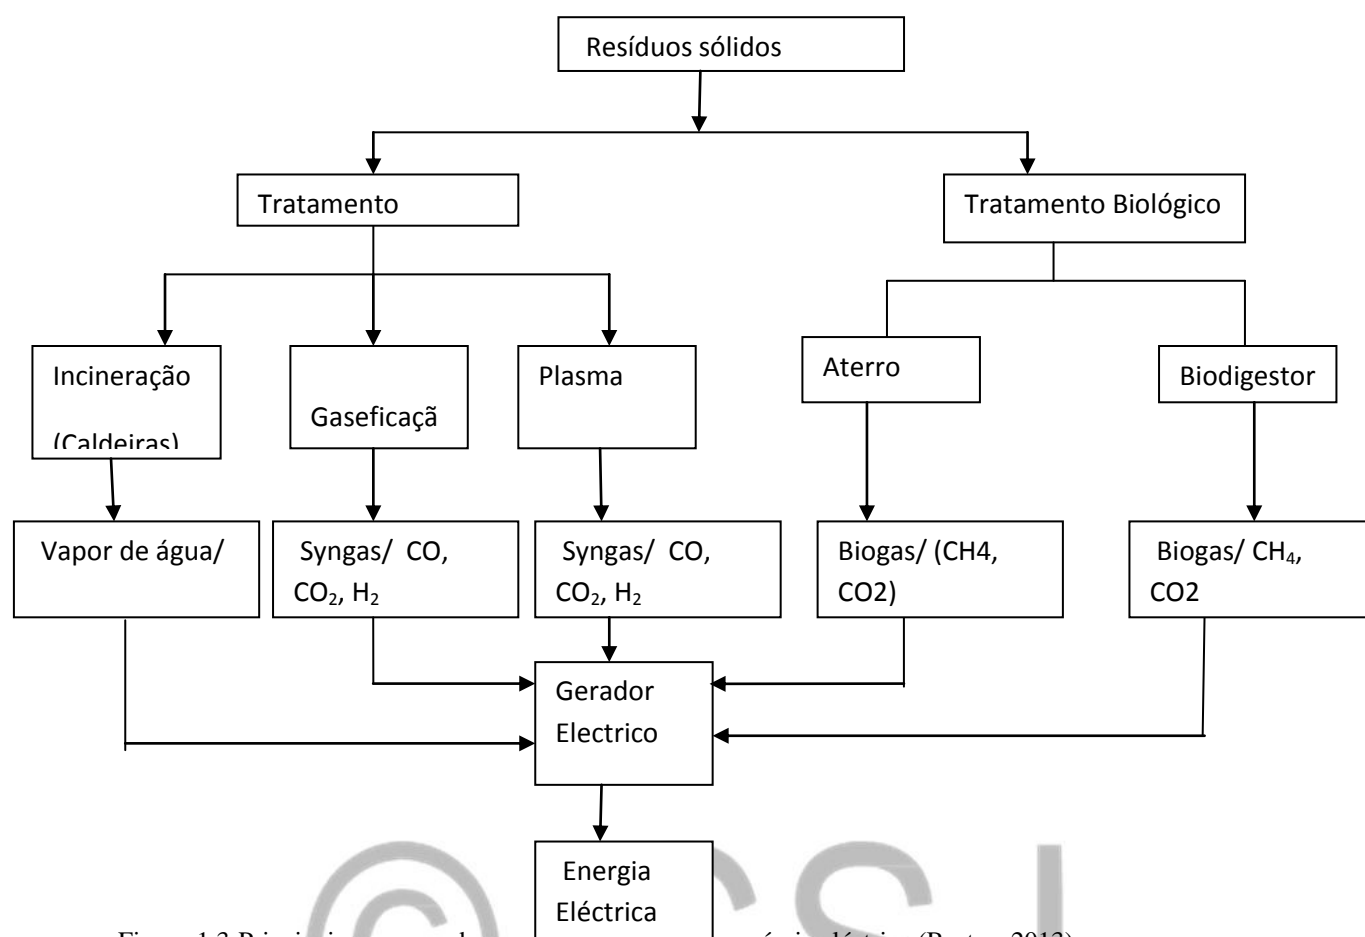 Resíduos sólidos
Tratamento
Tratamento Biológico
Incineração
(Caldeiras)
Gaseficaçã
Plasma
Aterro
Biodigestor
Vapor de água/
Syngas/ CO,
CO₂, H₂
Syngas/ CO,
CO₂, H₂
Biogas/ (CH4,
CO2)
Biogas/ CH₄,
CO2
Gerador
Electrico
Energia
Eléctrica